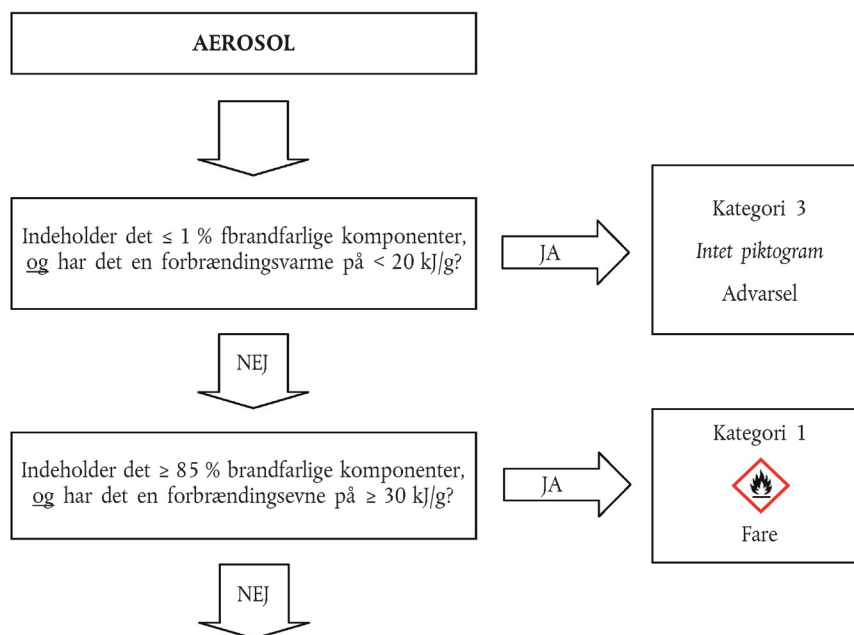 AEROSOL
Indeholder det ≤ 1 % fbrandfarlige komponenter,
og har det en forbrændingsvarme på < 20 kJ/g?
JA
Kategori 3
Intet piktogram
Advarsel
NEJ
Indeholder det ≥ 85 % brandfarlige komponenter,
og har det en forbrændingsevne på ≥ 30 kJ/g?
JA
Kategori 1
Fare
NEJ